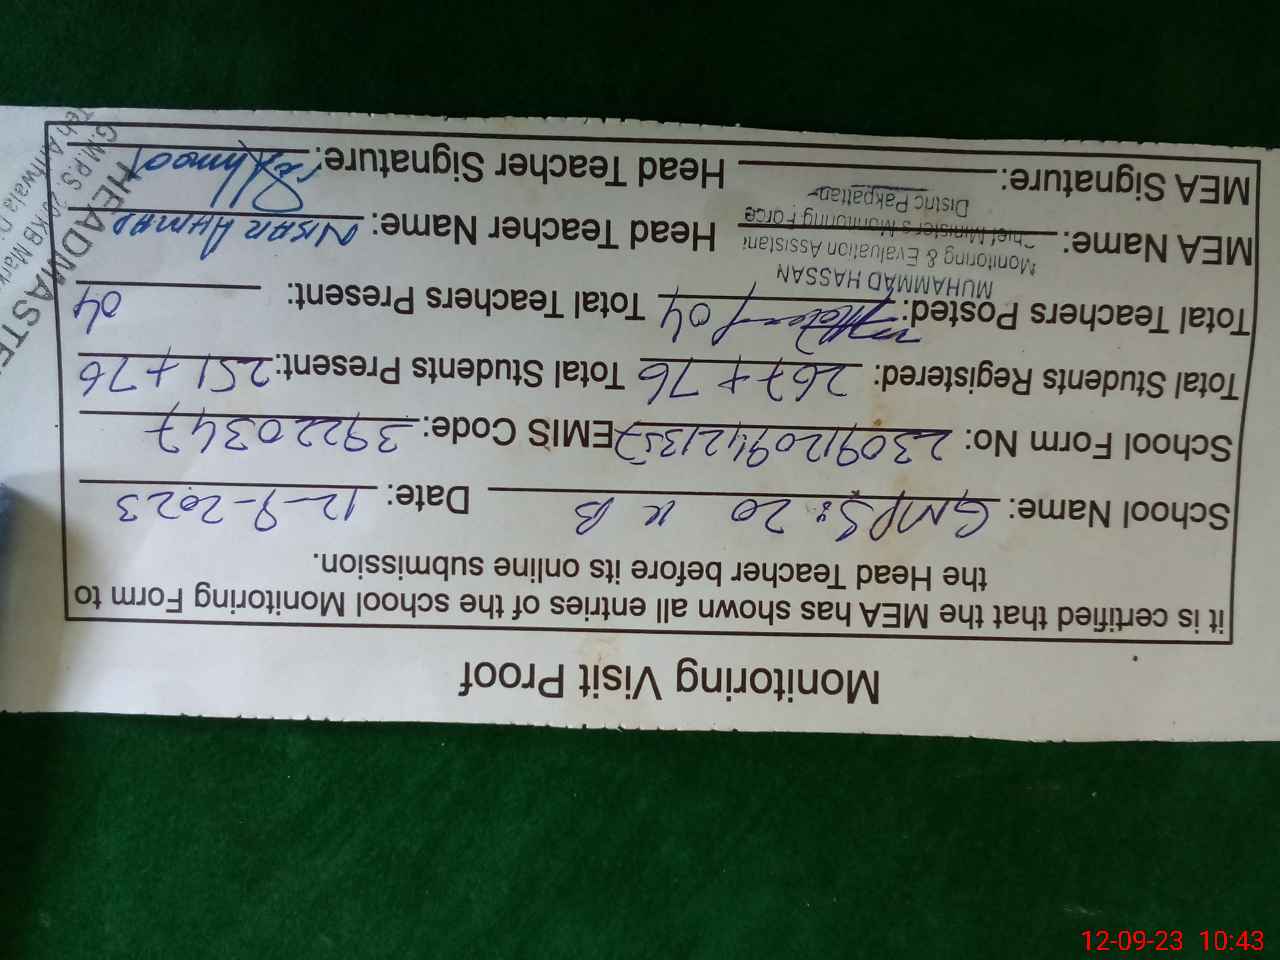 Monitoring Visit Proof
it is certified that the MEA has shown all entries of the school Monitoring Form to
the Head Teacher before its online submission.
School Name: GMPS: 20 K B Date: 12-9-2023
School Form No: 23091209421357 EMIS Code: 39220347
Total Students Registered: 267+76 Total Students Present: 251+76
Total Teachers Posted: 04 Total Teachers Present: 04
MUHAMMAD HASSAN
Monitoring & Evaluation Assistant
Chief Minister's Monitoring Force
Distric Pakpattan
MEA Name: Head Teacher Name: NISAR AHMAD
MEA Signature: Head Teacher Signature:
HEADMASTE
G.M.P.S. 20 KB Mark
12-09-23 10:43